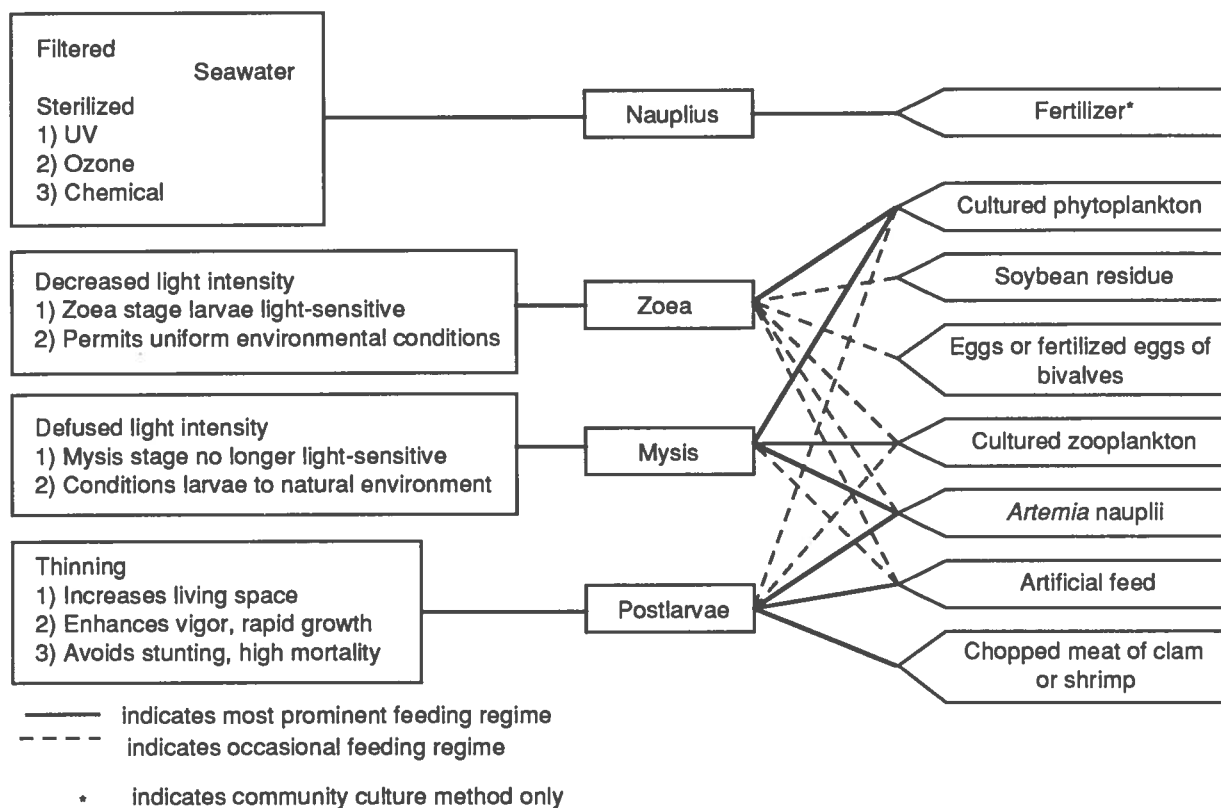 Filtered
Seawater
Sterilized
1) UV
2) Ozone
3) Chemical
Nauplius
Fertilizer*
Decreased light intensity
1) Zoea stage larvae light-sensitive
2) Permits uniform environmental conditions
Zoea
Cultured phytoplankton
Soybean residue
Eggs or fertilized eggs of
bivalves
Defused light intensity
1) Mysis stage no longer light-sensitive
2) Conditions larvae to natural environment
Mysis
Cultured zooplankton
Artemia nauplii
Thinning
1) Increases living space
2) Enhances vigor, rapid growth
3) Avoids stunting, high mortality
Postlarvae
Artificial feed
Chopped meat of clam
or shrimp
indicates most prominent feeding regime
indicates occasional feeding regime
* indicates community culture method only